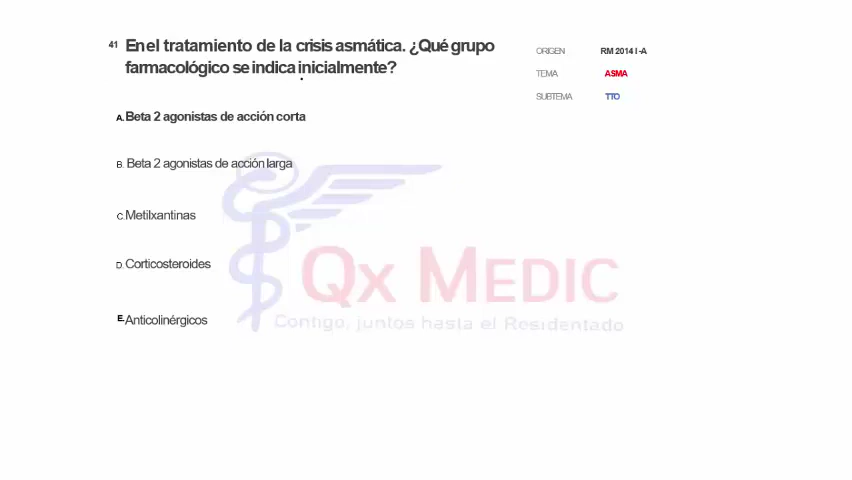 41 En el tratamiento de la crisis asmática. ¿Qué grupo
farmacológico se indica inicialmente?
ORIGEN RM 2014 I -A
TEMA ASMA
SUBTEMA TTO
A. Beta 2 agonistas de acción corta
B. Beta 2 agonistas de acción larga
C. Metilxantinas
D. Corticosteroides
E. Anticolinérgicos
QX MEDIC
Contigo, juntos hasta el Residentado